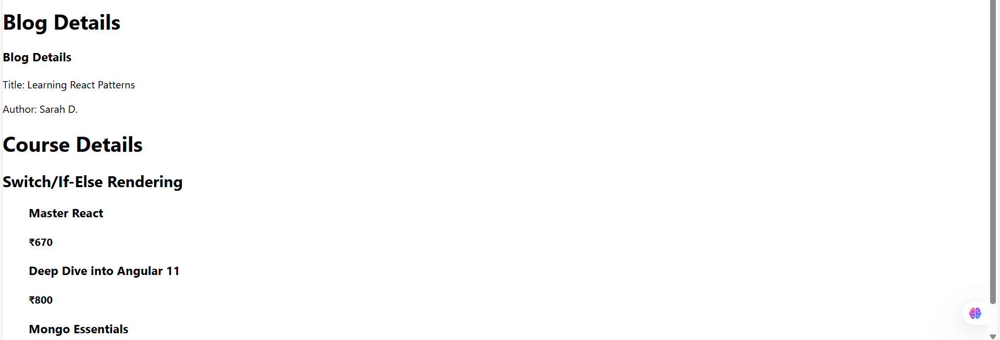 Blog Details
Blog Details
Title: Learning React Patterns
Author: Sarah D.
Course Details
Switch/If-Else Rendering
Master React
₹670
Deep Dive into Angular 11
₹800
Mongo Essentials